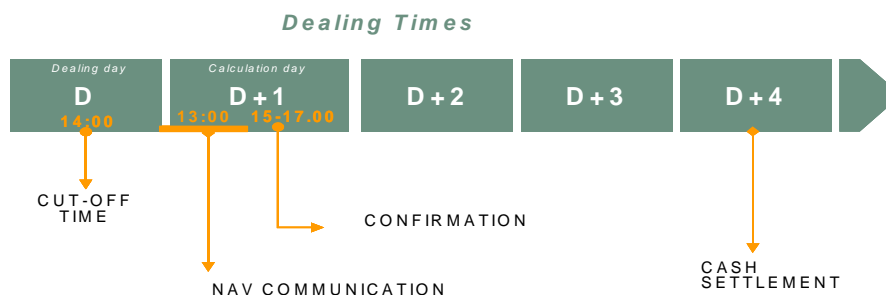 Dealing Times
Dealing day
Calculation day
D
D+1
D+2
D+3
D+4
14:00
13:00
15-17.00
CUT-OFF
TIME
CONFIRMATION
NAV COMMUNICATION
CASH
SETTLEMENT